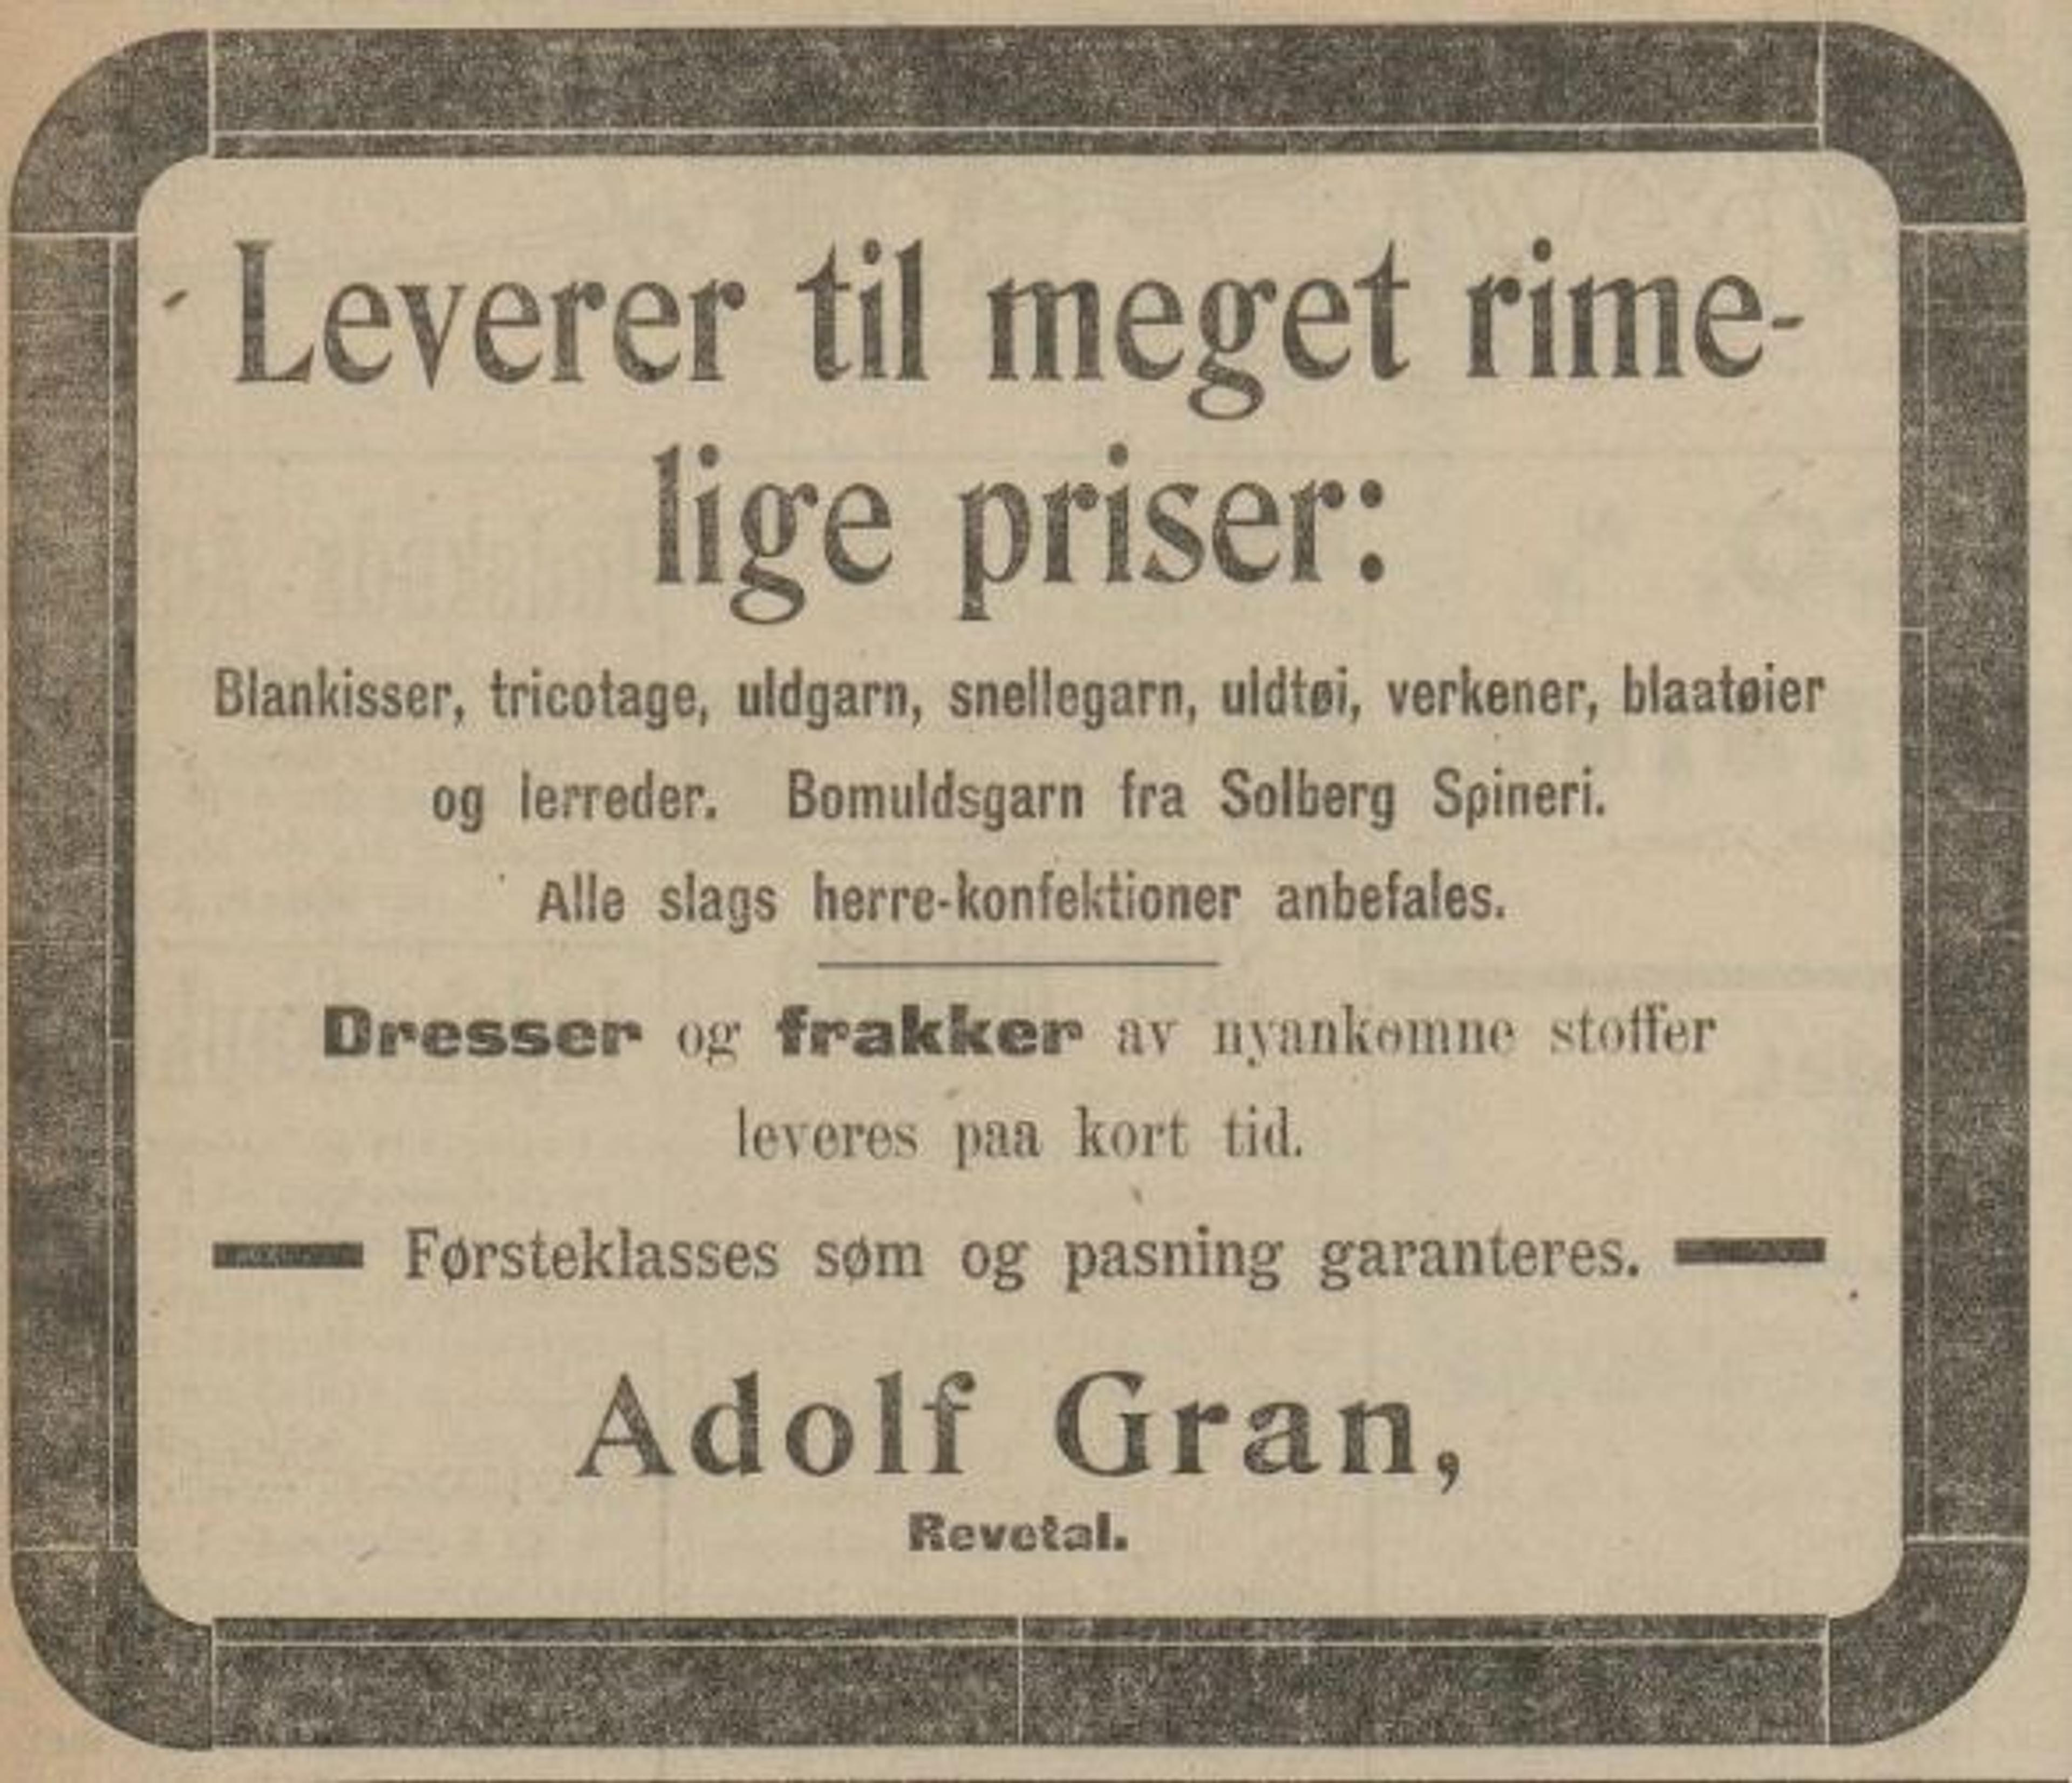 Leverer til meget rime-
lige priser:
Blankisser, tricotage, uldgarn, snellegarn, uldtøi, verkener, blaatøier
og lerreder. Bomuldsgarn fra Solberg Spineri.
Alle slags herre-konfektioner anbefales.
Dresser og frakker av nyankomne stoffer
leveres paa kort tid.
Førsteklasses søm og pasning garanteres.
Adolf Gran,
Revetal.